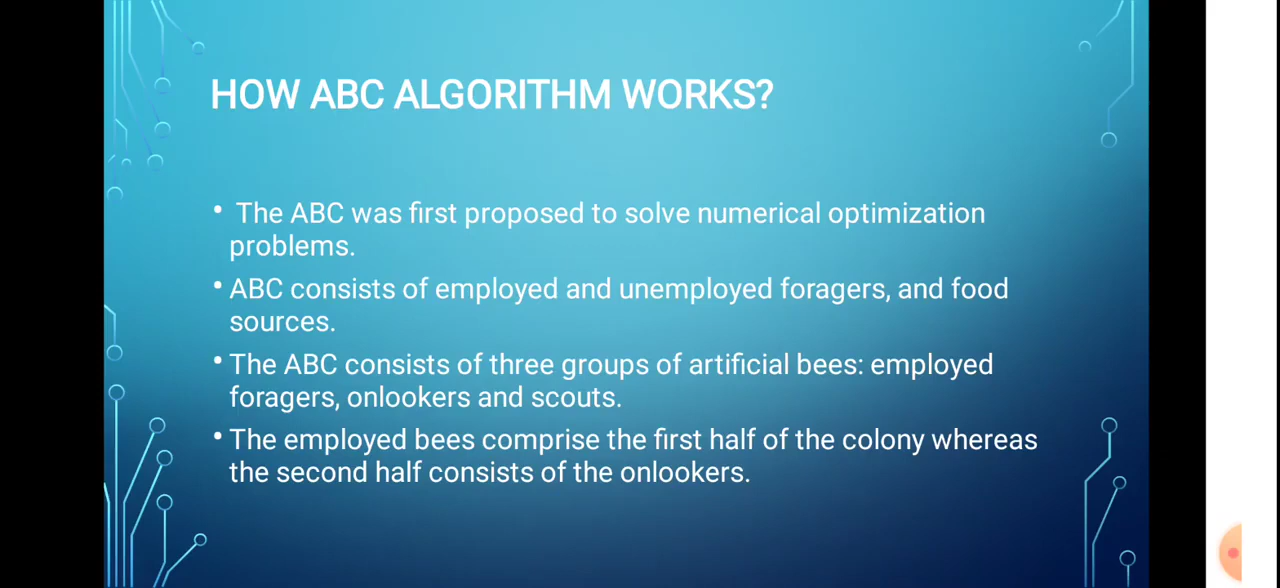 HOW ABC ALGORITHM WORKS?
• The ABC was first proposed to solve numerical optimization
problems.
• ABC consists of employed and unemployed foragers, and food
sources.
• The ABC consists of three groups of artificial bees: employed
foragers, onlookers and scouts.
• The employed bees comprise the first half of the colony whereas
the second half consists of the onlookers.